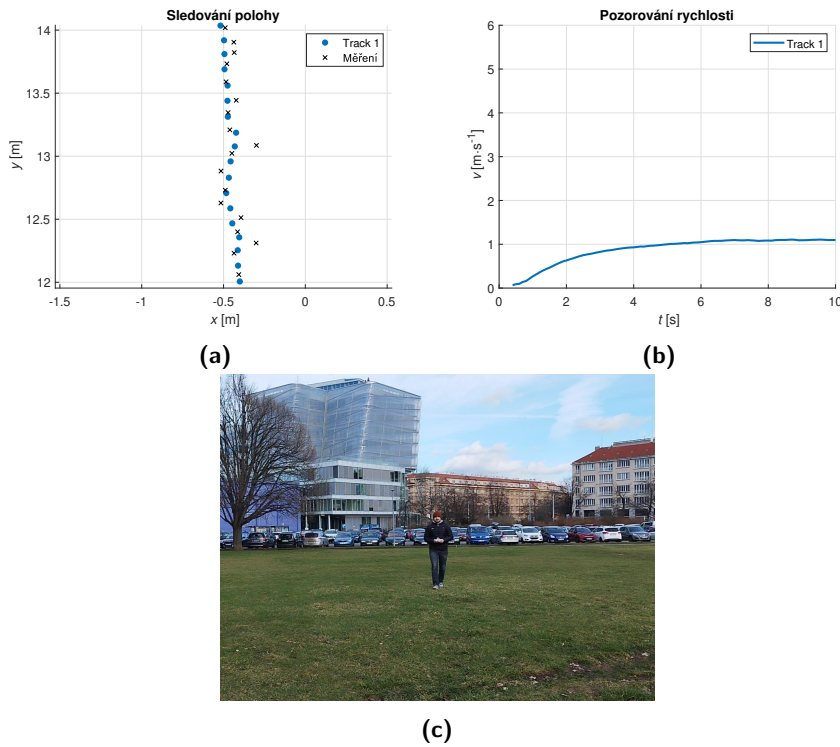 Sledování polohy
Track 1
Měření
14
13.5
13
12.5
12
y [m]
-1.5
-1
-0.5
0
0.5
x [m]
(a)
Pozorování rychlosti
Track 1
6
5
4
3
2
1
0
v [m·s⁻¹]
0
2
4
6
8
10
t [s]
(b)
(c)